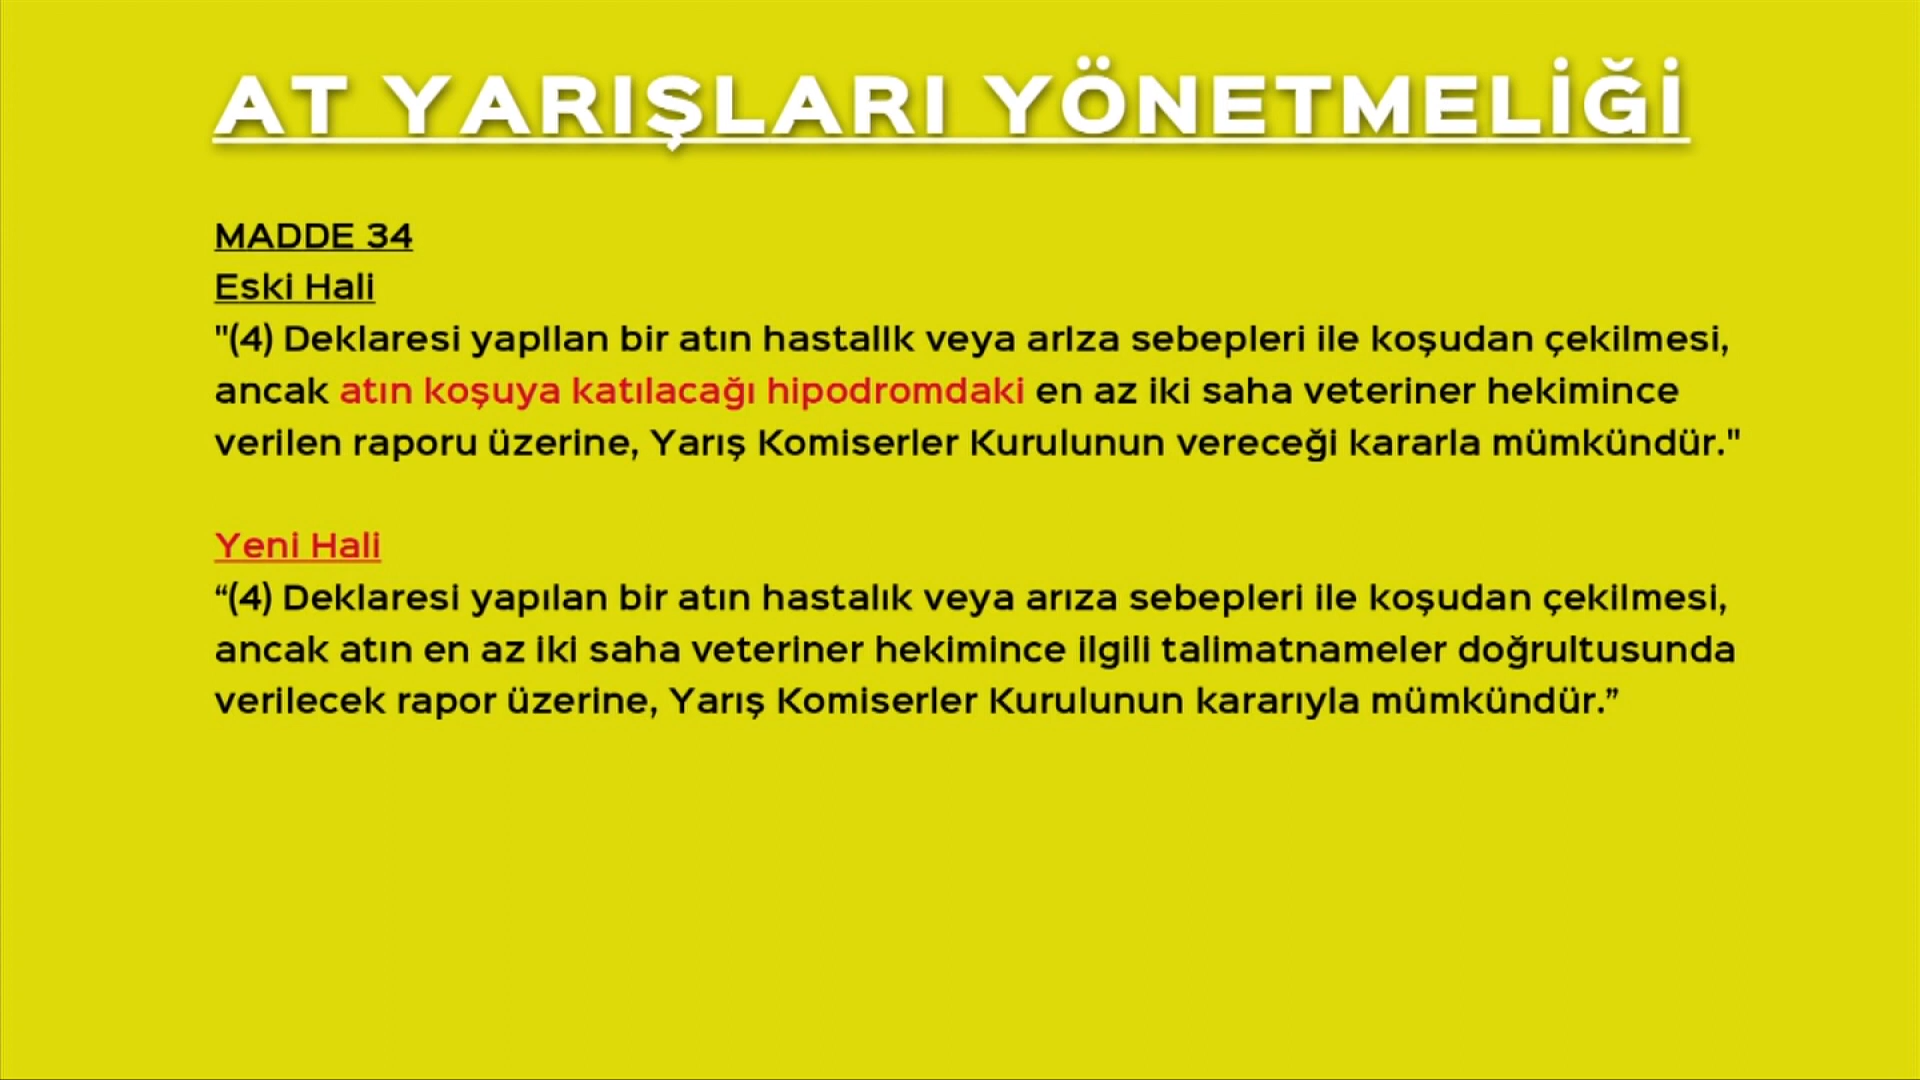 AT YARIŞLARI YÖNETMELİĞİ
MADDE 34
Eski Hali
"(4) Deklaresi yapIlan bir atın hastalIk veya arIza sebepleri ile koşudan çekilmesi,
ancak atın koşuya katılacağı hipodromdaki en az iki saha veteriner hekimince
verilen raporu üzerine, Yarış Komiserler Kurulunun vereceği kararla mümkündür."
Yeni Hali
“(4) Deklaresi yapılan bir atın hastalık veya arıza sebepleri ile koşudan çekilmesi,
ancak atın en az iki saha veteriner hekimince ilgili talimatnameler doğrultusunda
verilecek rapor üzerine, Yarış Komiserler Kurulunun kararıyla mümkündür.”